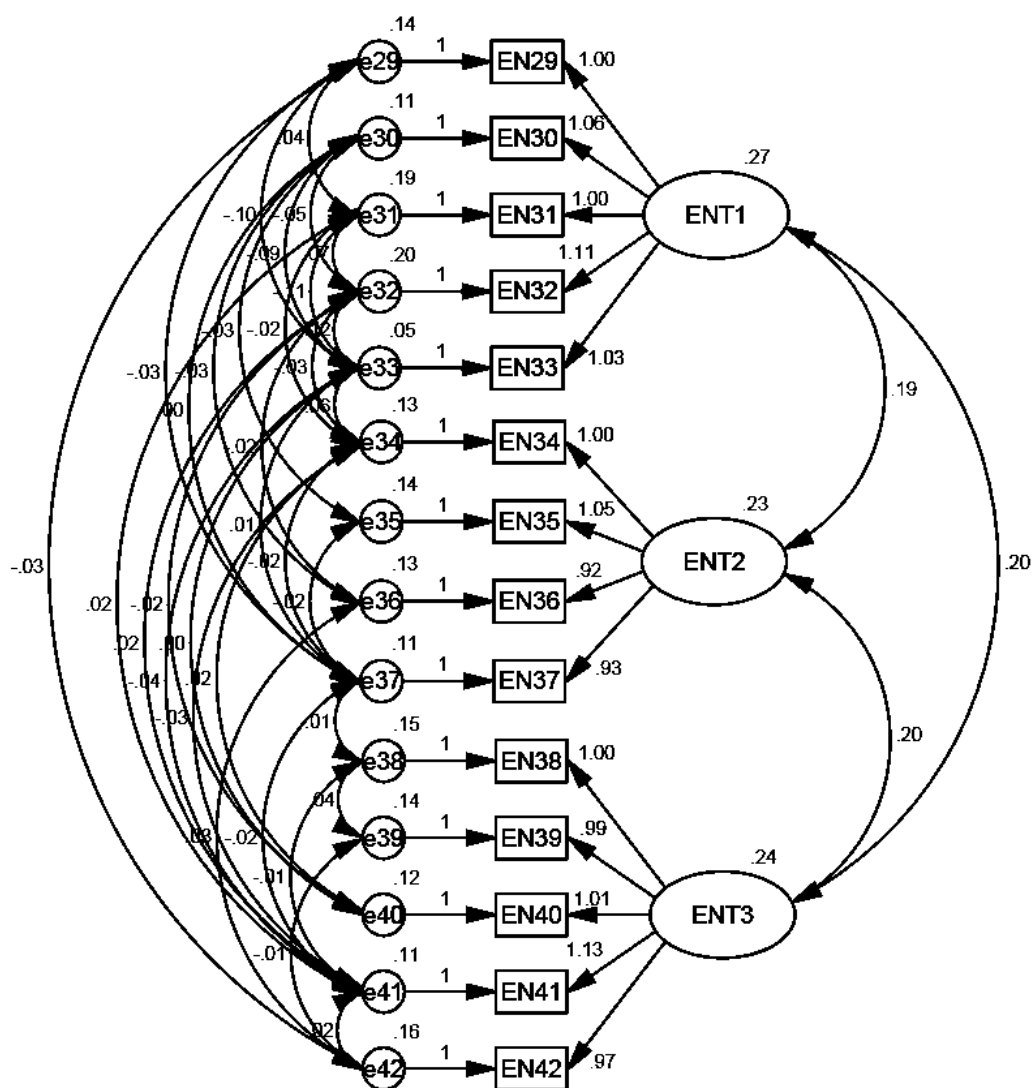 .14
e29 1 EN29 1.00
.11
e30 1 EN30 1.06
.04
.27
.19
e31 1 EN31 1.00 ENT1
-.10 -.05
.20
e32 1 EN32 1.11
-.09 .07
.05
-.03 -.02
e33 1 EN33 1.03
-.03 -.03 -.03
.13
.00 .06
.19
e34 1 EN34 1.00
-.02
.14
e35 1 EN35 1.05
.23
.01
-.02
ENT2
.13
-.03
.20
e36 1 EN36 .92
.02 -.02 -.02
.11
.02 .00
e37 1 EN37 .93
-.04 .02
.15
-.03 .01
.20
e38 1 EN38 1.00
.04
.14
e39 1 EN39 .99
.03 -.02
.24
-.01
.12
e40 1 EN40 1.01 ENT3
-.01
.11
e41 1 EN41 1.13
.02
.16
e42 1 EN42 .97